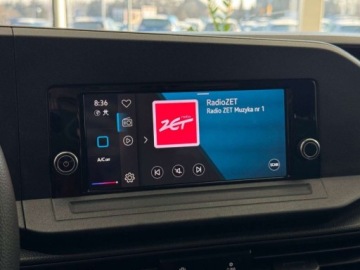 8:36
RadioZET
Radio ZET Muzyka nr 1
ZET
A/C